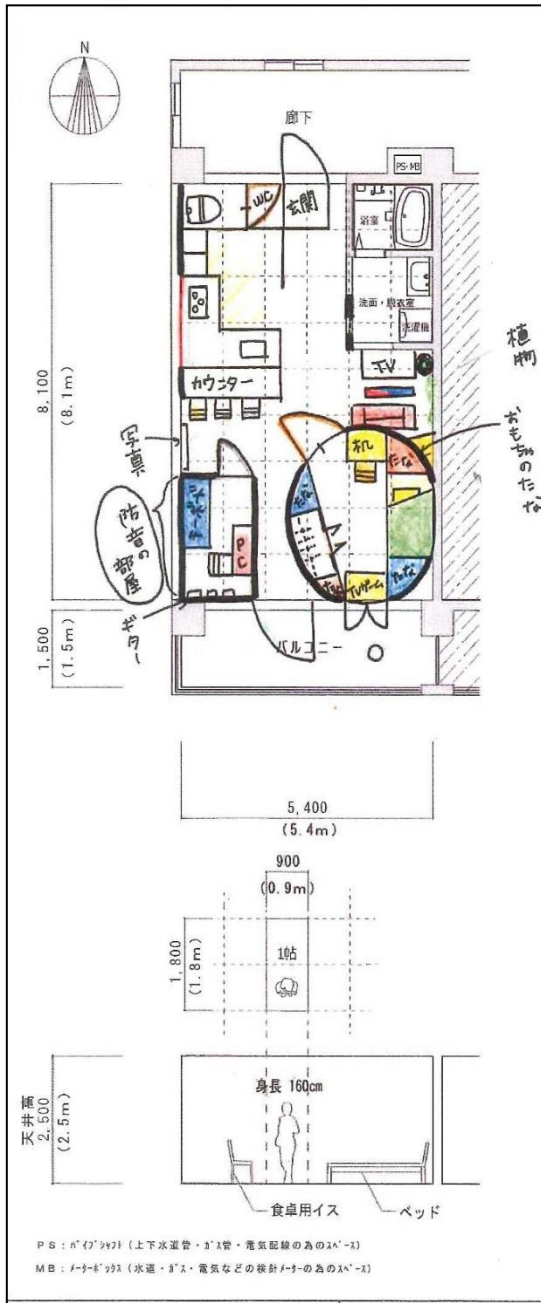 N
廊下
PS・MB
WC
玄関
浴室
洗面・脱衣室
洗濯機
TV
植物
カウンター
おもちゃのたな
机
たな
写真
たな
防音の部屋
PC
たな
たな
TVゲーム
ギター
バルコニー
8,100
(8.1m)
1,500
(1.5m)
5,400
(5.4m)
900
(0.9m)
1,800
(1.8m)
1帖
天井高
2,500
(2.5m)
身長 160cm
食卓用イス
ベッド
PS：パイプシャフト（上下水道管・ガス管・電気配線の為のスペース）
MB：メーターボックス（水道・ガス・電気などの検針メーターの為のスペース）